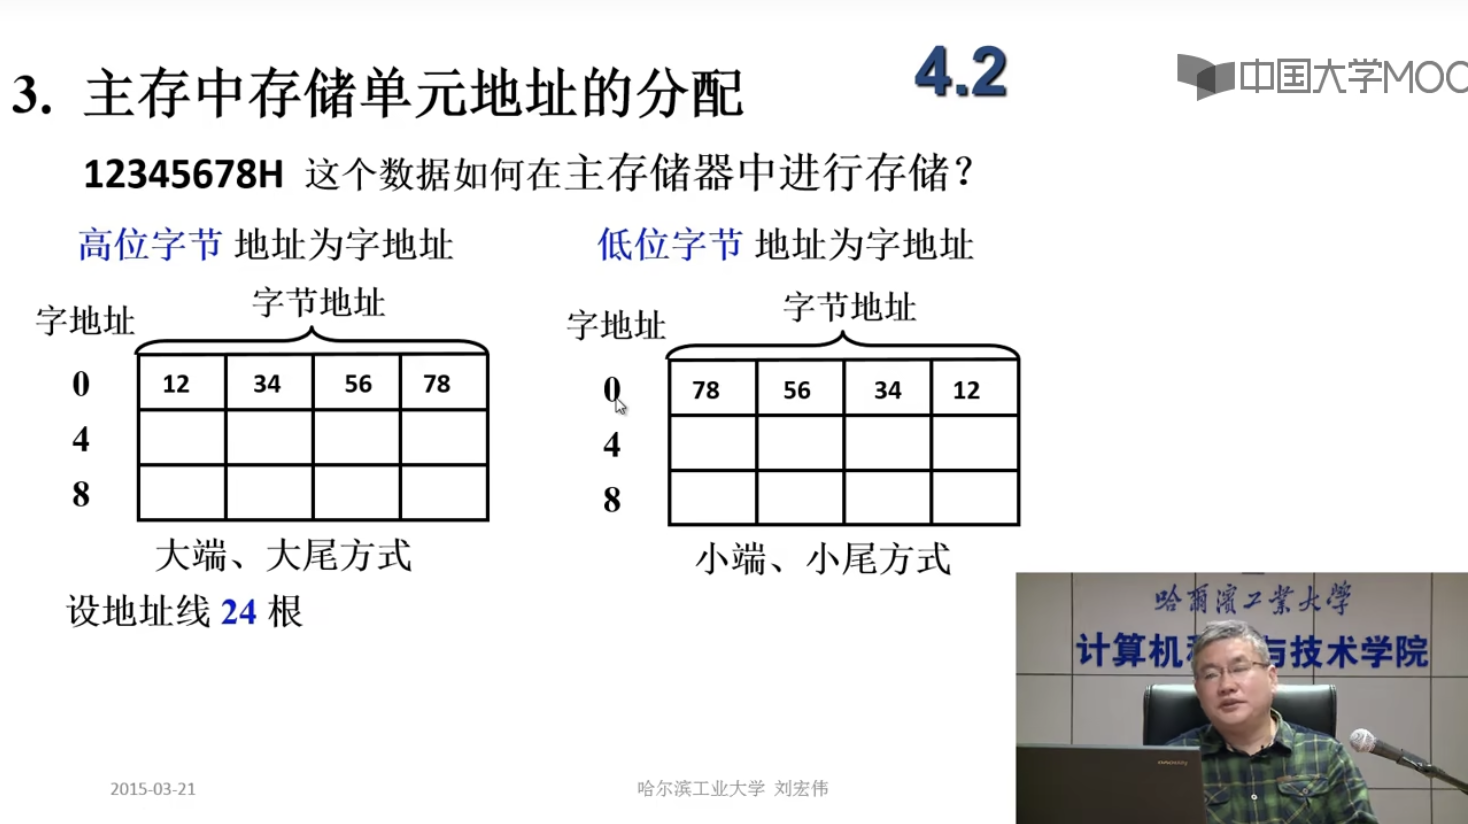 3. 主存中存储单元地址的分配
4.2
中国大学MOO
12345678H 这个数据如何在主存储器中进行存储？
高位字节 地址为字地址
低位字节 地址为字地址
字地址
字节地址
0 12 34 56 78
4
8
大端、大尾方式
字地址
字节地址
0 78 56 34 12
4
8
小端、小尾方式
设地址线 24 根
哈爾濱工業大學
计算机 与技术学院
lenovo
2015-03-21
哈尔滨工业大学 刘宏伟